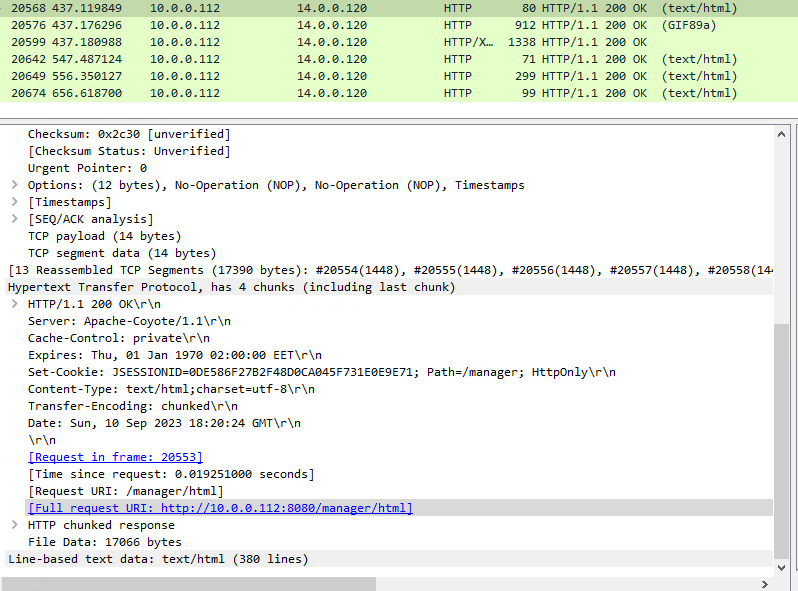 20568 437.119849 10.0.0.112 14.0.0.120 HTTP 80 HTTP/1.1 200 OK (text/html)
20576 437.176296 10.0.0.112 14.0.0.120 HTTP 912 HTTP/1.1 200 OK (GIF89a)
20599 437.180988 10.0.0.112 14.0.0.120 HTTP/X… 1338 HTTP/1.1 200 OK
20642 547.487124 10.0.0.112 14.0.0.120 HTTP 71 HTTP/1.1 200 OK (text/html)
20649 556.350127 10.0.0.112 14.0.0.120 HTTP 299 HTTP/1.1 200 OK (text/html)
20674 656.618700 10.0.0.112 14.0.0.120 HTTP 99 HTTP/1.1 200 OK (text/html)
Checksum: 0x2c30 [unverified]
[Checksum Status: Unverified]
Urgent Pointer: 0
Options: (12 bytes), No-Operation (NOP), No-Operation (NOP), Timestamps
[Timestamps]
[SEQ/ACK analysis]
TCP payload (14 bytes)
TCP segment data (14 bytes)
[13 Reassembled TCP Segments (17390 bytes): #20554(1448), #20555(1448), #20556(1448), #20557(1448), #20558(144
Hypertext Transfer Protocol, has 4 chunks (including last chunk)
HTTP/1.1 200 OK\r\n
Server: Apache-Coyote/1.1\r\n
Cache-Control: private\r\n
Expires: Thu, 01 Jan 1970 02:00:00 EET\r\n
Set-Cookie: JSESSIONID=0DE586F27B2F48D0CA045F731E0E9E71; Path=/manager; HttpOnly\r\n
Content-Type: text/html;charset=utf-8\r\n
Transfer-Encoding: chunked\r\n
Date: Sun, 10 Sep 2023 18:20:24 GMT\r\n
\r\n
[Request in frame: 20553]
[Time since request: 0.019251000 seconds]
[Request URI: /manager/html]
[Full request URI: http://10.0.0.112:8080/manager/html]
HTTP chunked response
File Data: 17066 bytes
Line-based text data: text/html (380 lines)